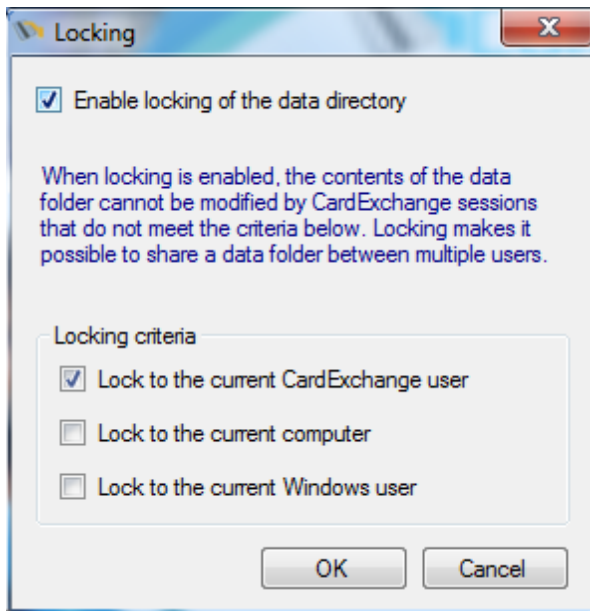 Locking
Enable locking of the data directory
When locking is enabled, the contents of the data
folder cannot be modified by CardExchange sessions
that do not meet the criteria below. Locking makes it
possible to share a data folder between multiple users.
Locking criteria
Lock to the current CardExchange user
Lock to the current computer
Lock to the current Windows user
OK
Cancel